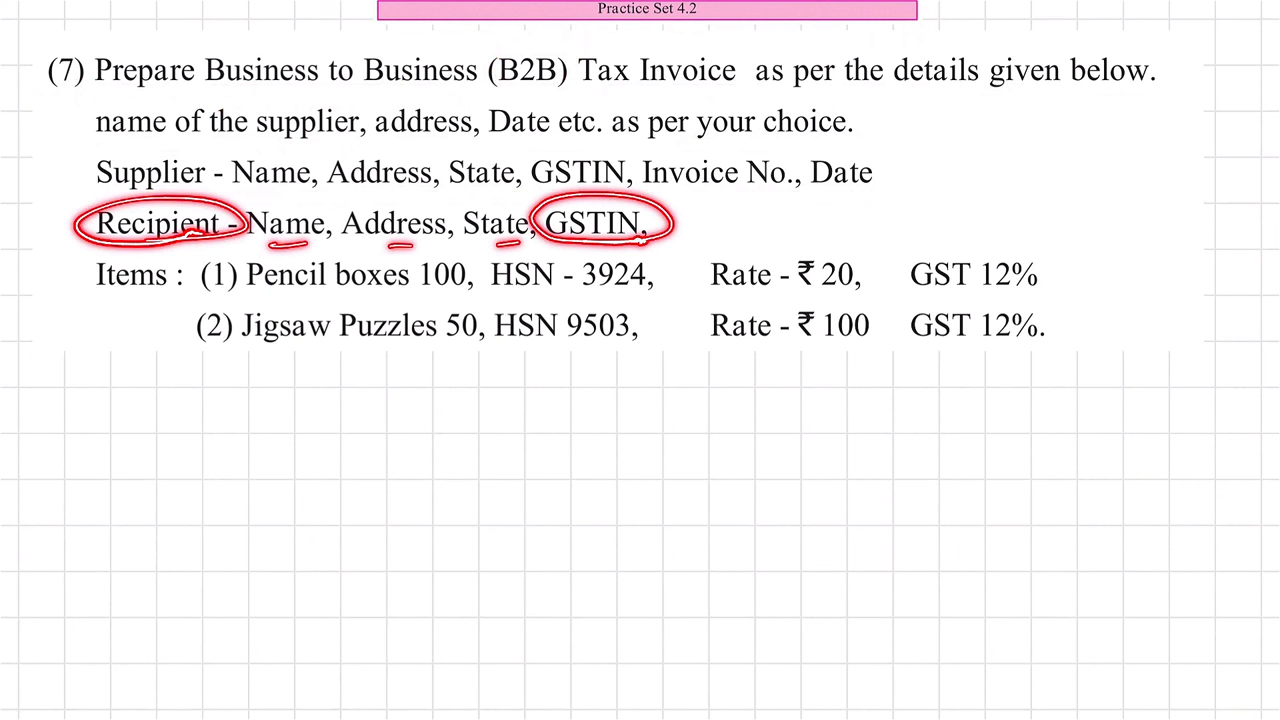 Practice Set 4.2
(7) Prepare Business to Business (B2B) Tax Invoice as per the details given below.
name of the supplier, address, Date etc. as per your choice.
Supplier - Name, Address, State, GSTIN, Invoice No., Date
Recipient - Name, Address, State, GSTIN,
Items : (1) Pencil boxes 100, HSN - 3924, Rate - ₹ 20, GST 12%
(2) Jigsaw Puzzles 50, HSN 9503, Rate - ₹ 100 GST 12%.